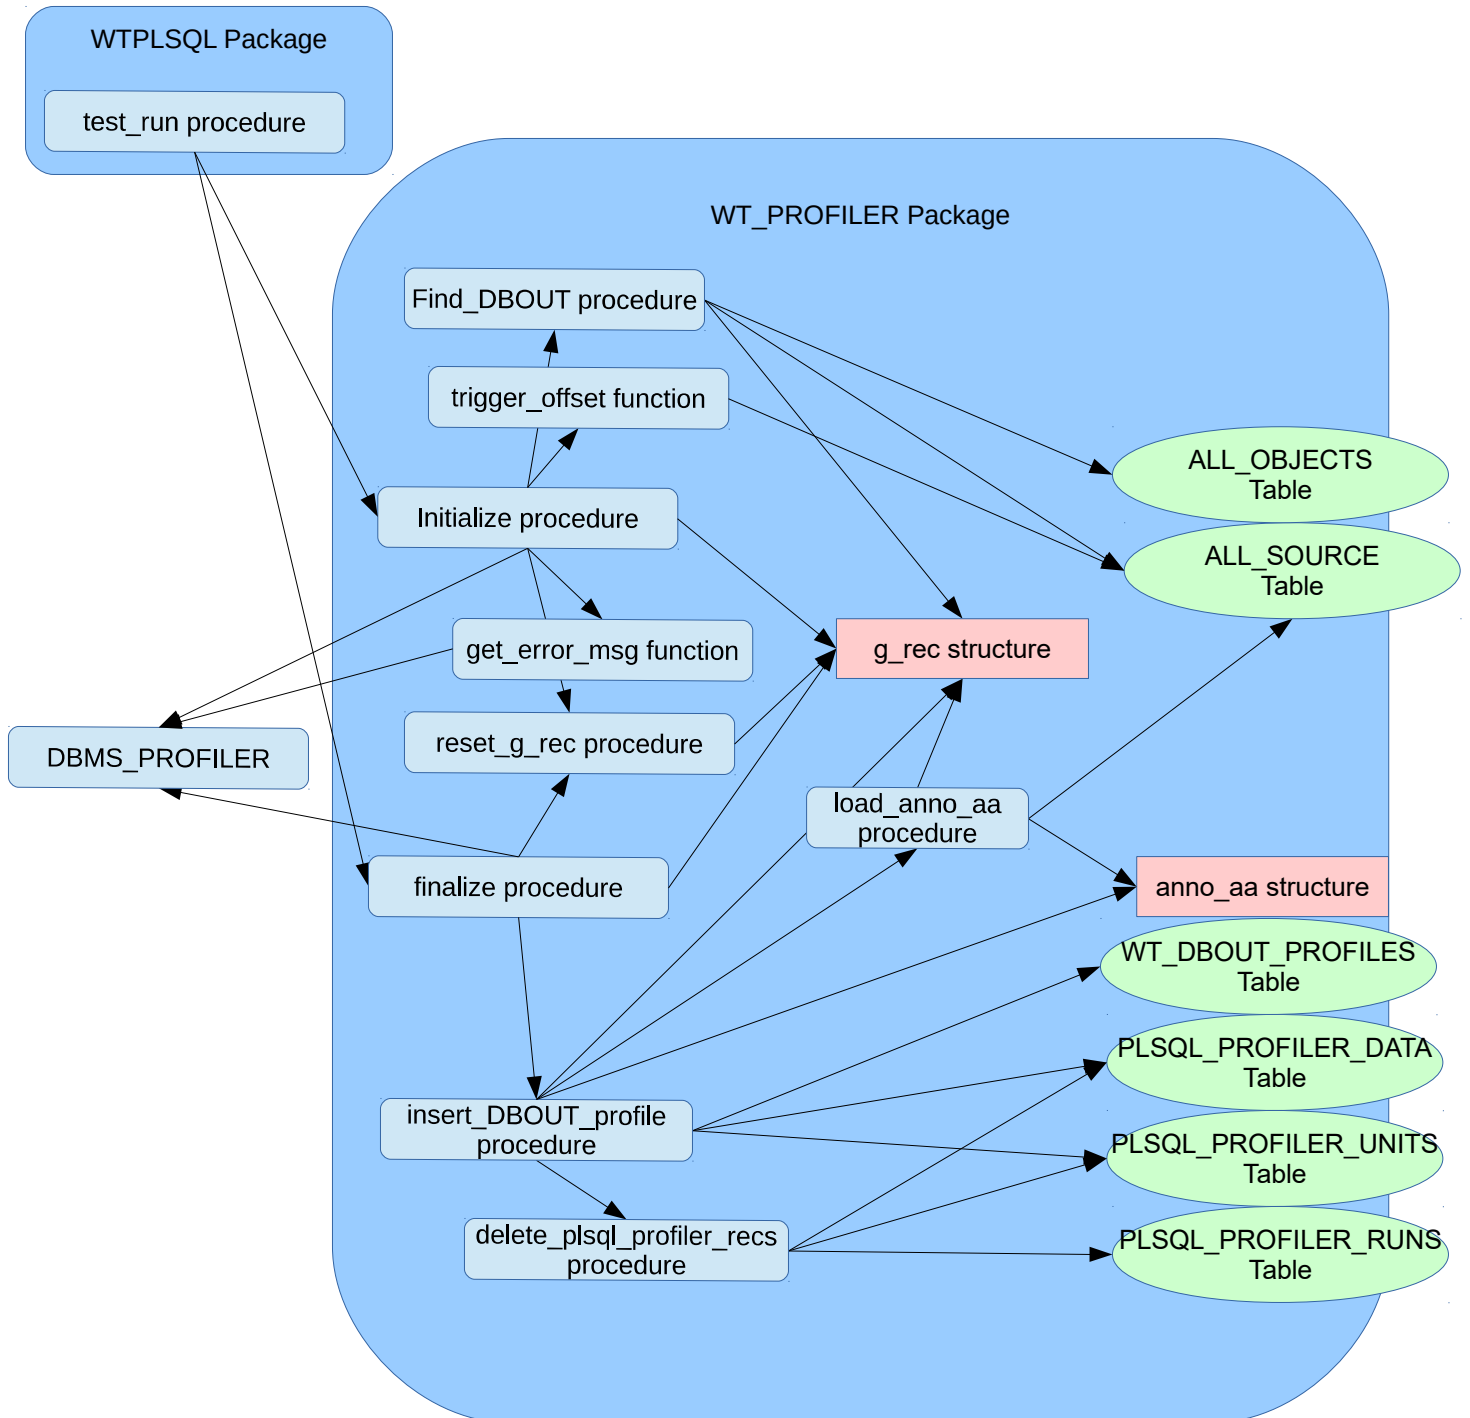 WTPLSQL Package
test_run procedure
WT_PROFILER Package
Find_DBOUT procedure
trigger_offset function
ALL_OBJECTS
Table
Initialize procedure
ALL_SOURCE
Table
get_error_msg function
g_rec structure
reset_g_rec procedure
DBMS_PROFILER
load_anno_aa
procedure
finalize procedure
anno_aa structure
WT_DBOUT_PROFILES
Table
PLSQL_PROFILER_DATA
Table
insert_DBOUT_profile
procedure
PLSQL_PROFILER_UNITS
Table
delete_plsql_profiler_recs
procedure
PLSQL_PROFILER_RUNS
Table